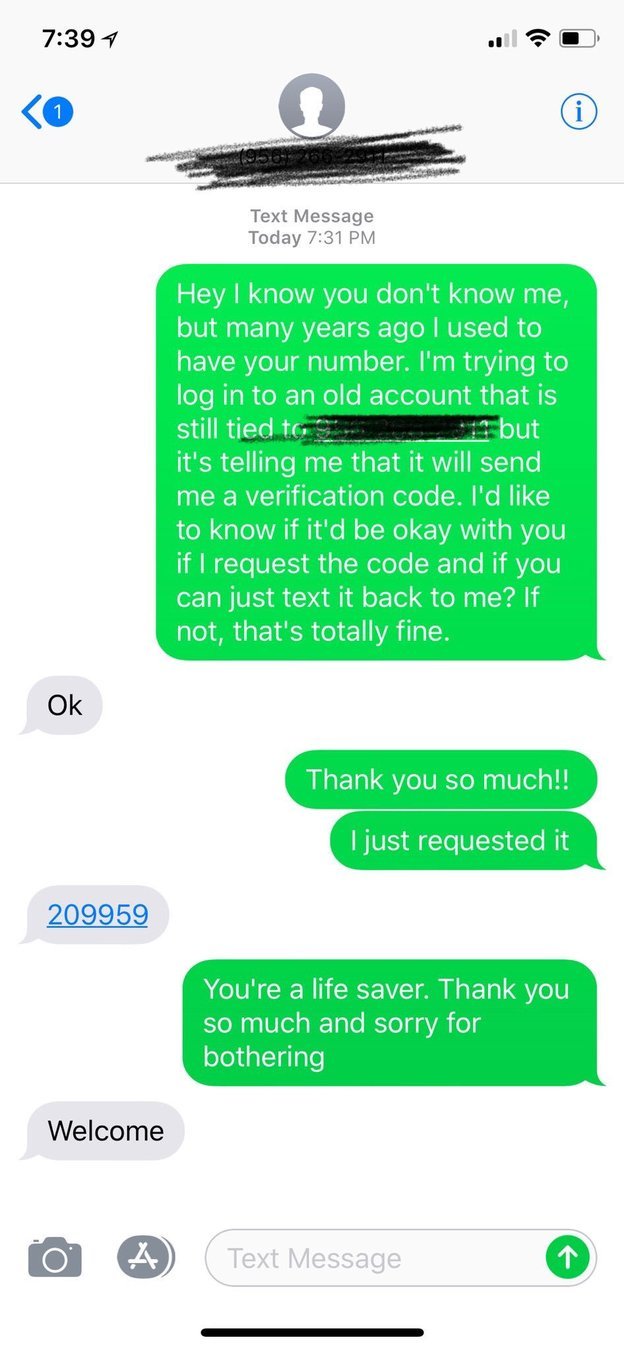 7:39
1
Text Message
Today 7:31 PM
Hey I know you don't know me,
but many years ago I used to
have your number. I'm trying to
log in to an old account that is
still tied to but
it's telling me that it will send
me a verification code. I'd like
to know if it'd be okay with you
if I request the code and if you
can just text it back to me? If
not, that's totally fine.
Ok
Thank you so much!!
I just requested it
209959
You're a life saver. Thank you
so much and sorry for
bothering
Welcome
Text Message